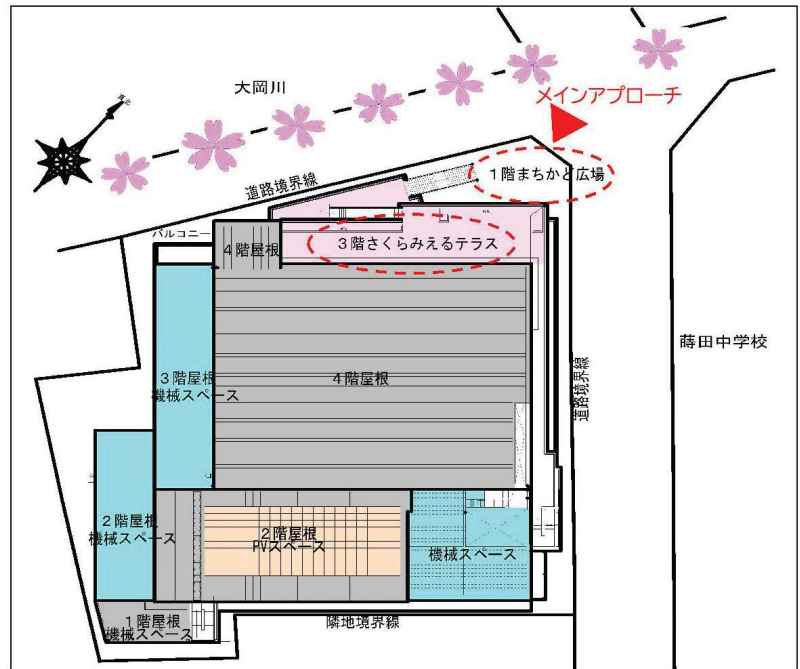 大岡川
メインアプローチ
道路境界線
1階まちかど広場
バルコニー
4階屋根
3階さくらみえるテラス
蒔田中学校
3階屋根
機械スペース
4階屋根
道路境界線
2階屋根
機械スペース
2階屋根
PVスペース
機械スペース
1階屋根
機械スペース
隣地境界線